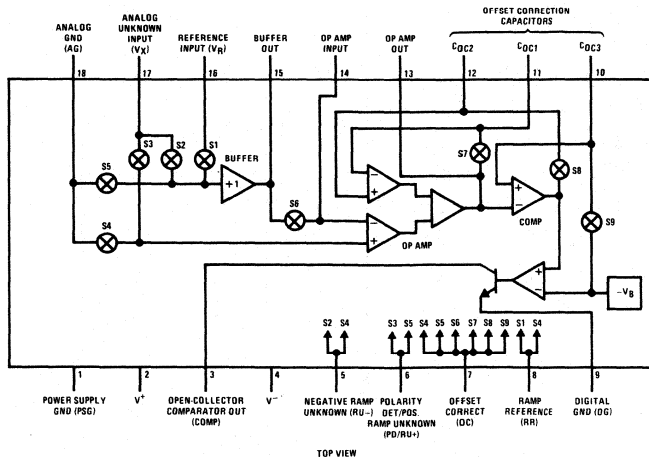 OFFSET CORRECTION
CAPACITORS
ANALOG
GND
(AG)
ANALOG
UNKNOWN
INPUT
(VX)
REFERENCE
INPUT (VR)
BUFFER
OUT
OP AMP
INPUT
OP AMP
OUT
COC2
COC1
COC3
18
17
16
15
14
13
12
11
10
S3
S2
S1
BUFFER
S7
S8
S5
+1
S6
COMP
S9
S4
OP AMP
−VB
S2 S4
S3 S5
S4 S5 S6 S7 S8 S9
S1 S4
1
2
3
4
5
6
7
8
9
POWER SUPPLY
GND (PSG)
V+
OPEN-COLLECTOR
COMPARATOR OUT
(COMP)
V−
NEGATIVE RAMP
UNKNOWN (RU−)
POLARITY
DET/POS.
RAMP UNKNOWN
(PD/RU+)
OFFSET
CORRECT
(OC)
RAMP
REFERENCE
(RR)
DIGITAL
GND (DG)
TOP VIEW